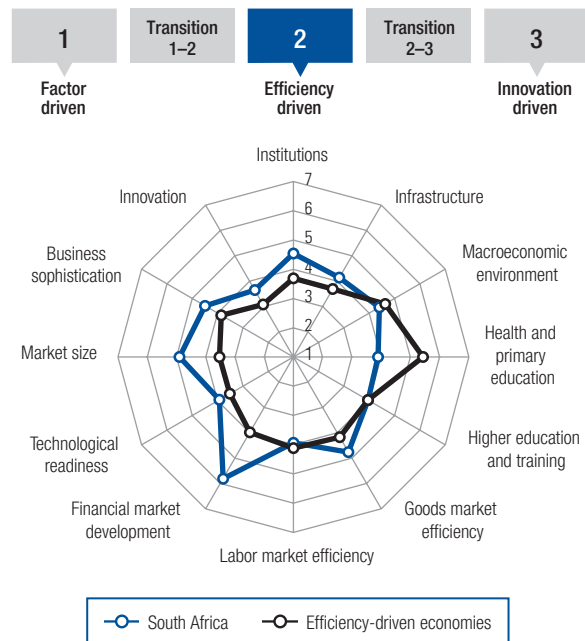 1
Transition
1–2
2
Transition
2–3
3
Factor
driven
Efficiency
driven
Innovation
driven
Institutions
Innovation
Infrastructure
Business
sophistication
Macroeconomic
environment
Market size
Health and
primary
education
Technological
readiness
Higher education
and training
Financial market
development
Goods market
efficiency
Labor market efficiency
7
6
5
4
3
2
1
South Africa
Efficiency-driven economies